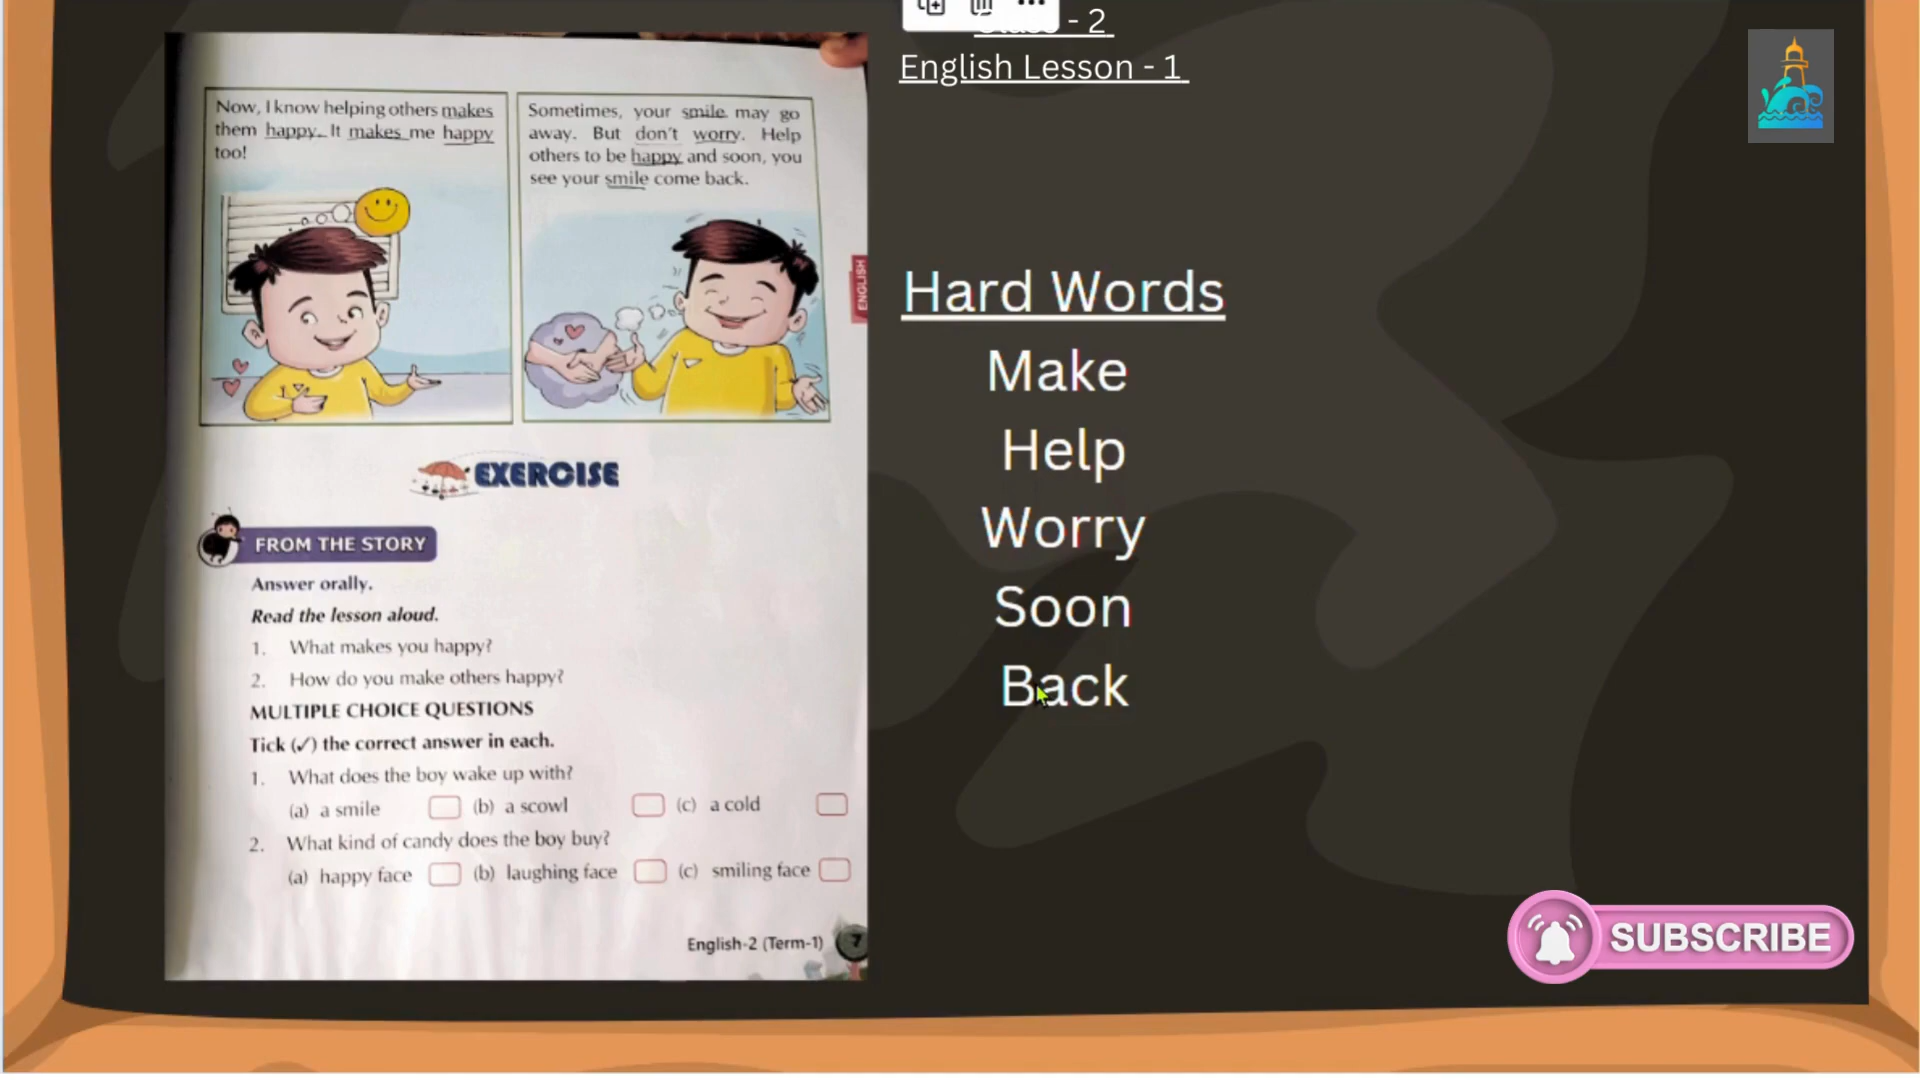 Class - 2
English Lesson - 1
Now, I know helping others makes
them happy. It makes me happy
too!
Sometimes, your smile may go
away. But don't worry. Help
others to be happy and soon, you
see your smile come back.
ENGLISH
EXERCISE
FROM THE STORY
Answer orally.
Read the lesson aloud.
1. What makes you happy?
2. How do you make others happy?
MULTIPLE CHOICE QUESTIONS
Tick (✓) the correct answer in each.
1. What does the boy wake up with?
(a) a smile (b) a scowl (c) a cold
2. What kind of candy does the boy buy?
(a) happy face (b) laughing face (c) smiling face
English-2 (Term-1) 7
Hard Words
Make
Help
Worry
Soon
Back
SUBSCRIBE